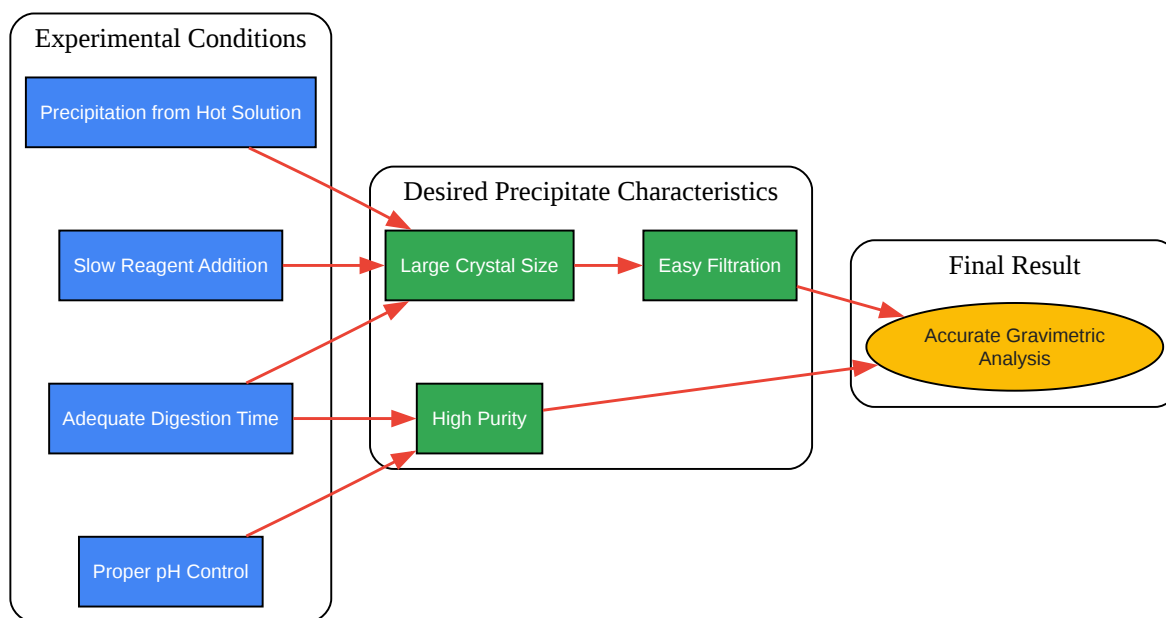 Experimental Conditions
Precipitation from Hot Solution
Slow Reagent Addition
Adequate Digestion Time
Proper pH Control
Desired Precipitate Characteristics
Large Crystal Size
Easy Filtration
High Purity
Final Result
Accurate Gravimetric
Analysis